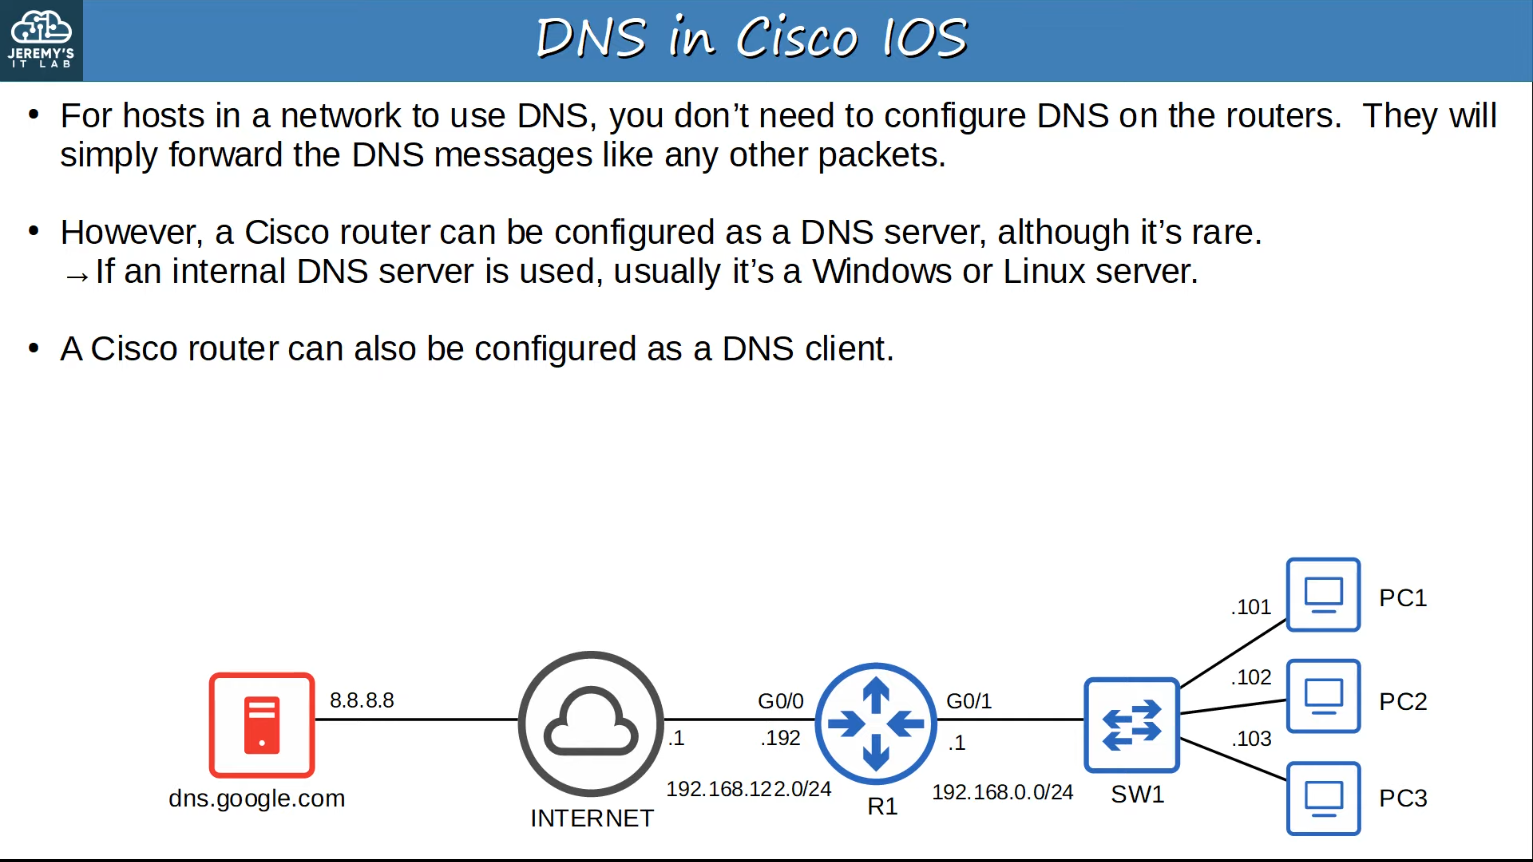 JEREMY'S
IT LAB
DNS in Cisco IOS
• For hosts in a network to use DNS, you don’t need to configure DNS on the routers.  They will
simply forward the DNS messages like any other packets.
• However, a Cisco router can be configured as a DNS server, although it’s rare.
→If an internal DNS server is used, usually it’s a Windows or Linux server.
• A Cisco router can also be configured as a DNS client.
8.8.8.8
dns.google.com
INTERNET
.1
G0/0
.192
192.168.122.0/24
R1
G0/1
.1
192.168.0.0/24
SW1
.101
PC1
.102
PC2
.103
PC3